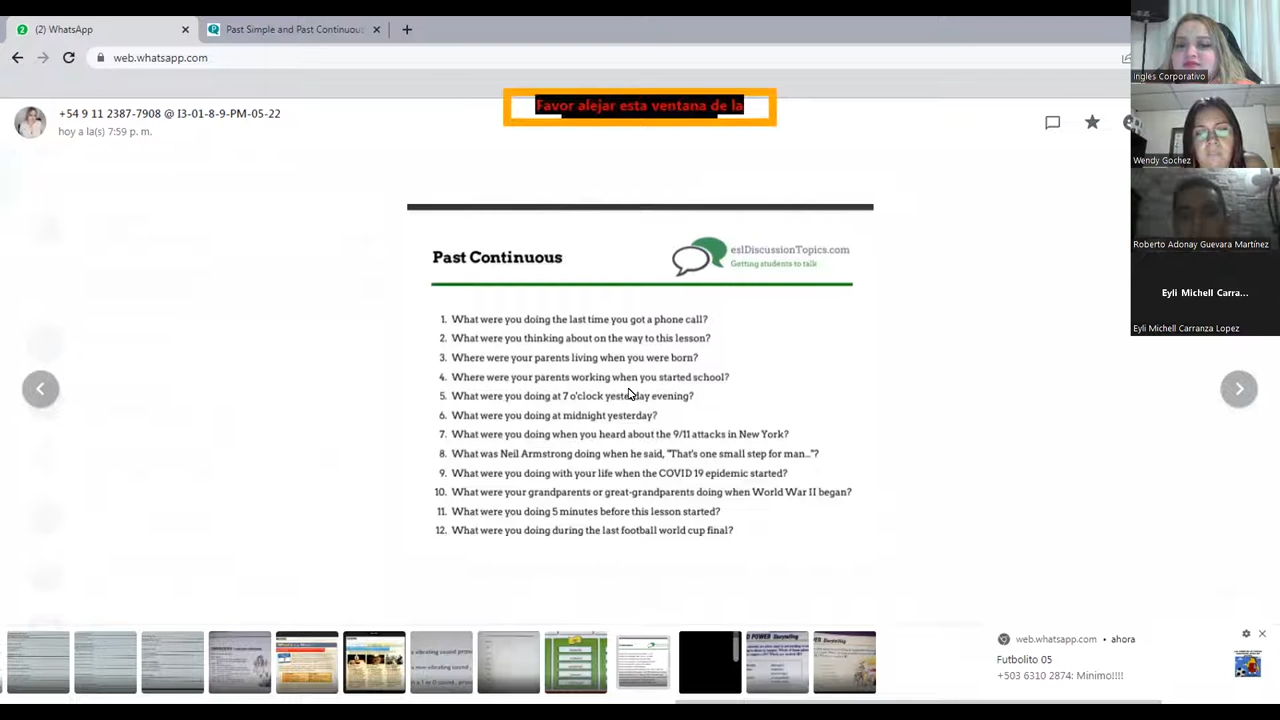 (2) WhatsApp
Past Simple and Past Continuous
web.whatsapp.com
Favor alejar esta ventana de la
+54 9 11 2387-7908 @ I3-01-8-9-PM-05-22
hoy a la(s) 7:59 p. m.
Past Continuous
eslDiscussionTopics.com
Getting students to talk
1. What were you doing the last time you got a phone call?
2. What were you thinking about on the way to this lesson?
3. Where were your parents living when you were born?
4. Where were your parents working when you started school?
5. What were you doing at 7 o'clock yesterday evening?
6. What were you doing at midnight yesterday?
7. What were you doing when you heard about the 9/11 attacks in New York?
8. What was Neil Armstrong doing when he said, "That's one small step for man..."?
9. What were you doing with your life when the COVID 19 epidemic started?
10. What were your grandparents or great-grandparents doing when World War II began?
11. What were you doing 5 minutes before this lesson started?
12. What were you doing during the last football world cup final?
Ingles Corporativo
Wendy Gochez
Roberto Adonay Guevara Martínez
Eyli Michell Carra...
Eyli Michell Carranza Lopez
web.whatsapp.com • ahora
Futbolito 05
+503 6310 2874: Minimo!!!!